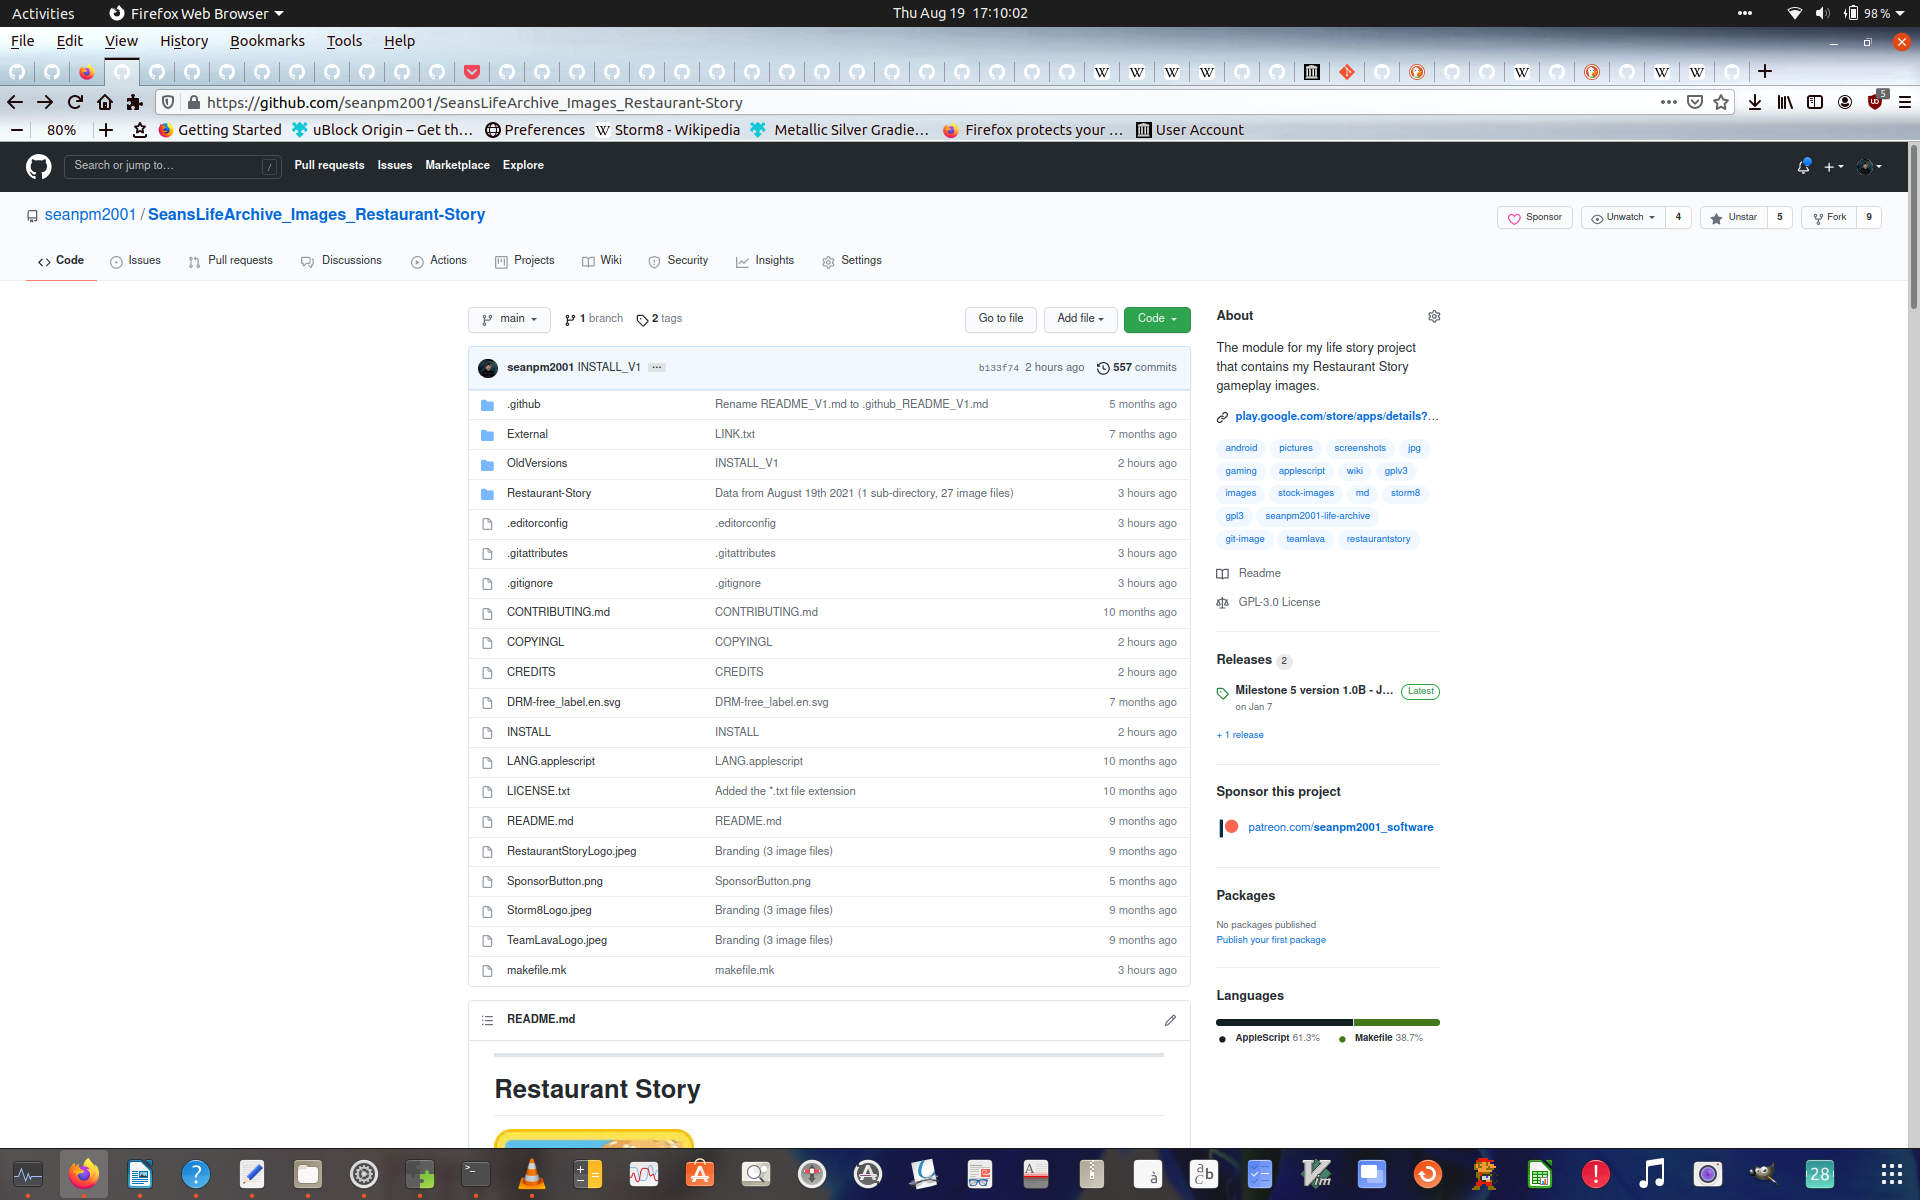 Activities Firefox Web Browser Thu Aug 19 17:10:02 98 %
File Edit View History Bookmarks Tools Help
https://github.com/seanpm2001/SeansLifeArchive_Images_Restaurant-Story 5
80% Getting Started uBlock Origin – Get th… Preferences Storm8 - Wikipedia Metallic Silver Gradie… Firefox protects your … User Account
Search or jump to… / Pull requests Issues Marketplace Explore
seanpm2001 / SeansLifeArchive_Images_Restaurant-Story Sponsor Unwatch 4 Unstar 5 Fork 9
Code Issues Pull requests Discussions Actions Projects Wiki Security Insights Settings
main 1 branch 2 tags Go to file Add file Code
seanpm2001 INSTALL_V1 ··· b133f74 2 hours ago 557 commits
.github Rename README_V1.md to .github_README_V1.md 5 months ago
External LINK.txt 7 months ago
OldVersions INSTALL_V1 2 hours ago
Restaurant-Story Data from August 19th 2021 (1 sub-directory, 27 image files) 3 hours ago
.editorconfig .editorconfig 3 hours ago
.gitattributes .gitattributes 3 hours ago
.gitignore .gitignore 3 hours ago
CONTRIBUTING.md CONTRIBUTING.md 10 months ago
COPYINGL COPYINGL 2 hours ago
CREDITS CREDITS 2 hours ago
DRM-free_label.en.svg DRM-free_label.en.svg 7 months ago
INSTALL INSTALL 2 hours ago
LANG.applescript LANG.applescript 10 months ago
LICENSE.txt Added the *.txt file extension 10 months ago
README.md README.md 9 months ago
RestaurantStoryLogo.jpeg Branding (3 image files) 9 months ago
SponsorButton.png SponsorButton.png 5 months ago
Storm8Logo.jpeg Branding (3 image files) 9 months ago
TeamLavaLogo.jpeg Branding (3 image files) 9 months ago
makefile.mk makefile.mk 3 hours ago
README.md
Restaurant Story
About
The module for my life story project
that contains my Restaurant Story
gameplay images.
play.google.com/store/apps/details?…
android pictures screenshots jpg
gaming applescript wiki gplv3
images stock-images md storm8
gpl3 seanpm2001-life-archive
git-image teamlava restaurantstory
Readme
GPL-3.0 License
Releases 2
Milestone 5 version 1.0B - J… Latest
on Jan 7
+ 1 release
Sponsor this project
patreon.com/seanpm2001_software
Packages
No packages published
Publish your first package
Languages
AppleScript 61.3% Makefile 38.7%
28